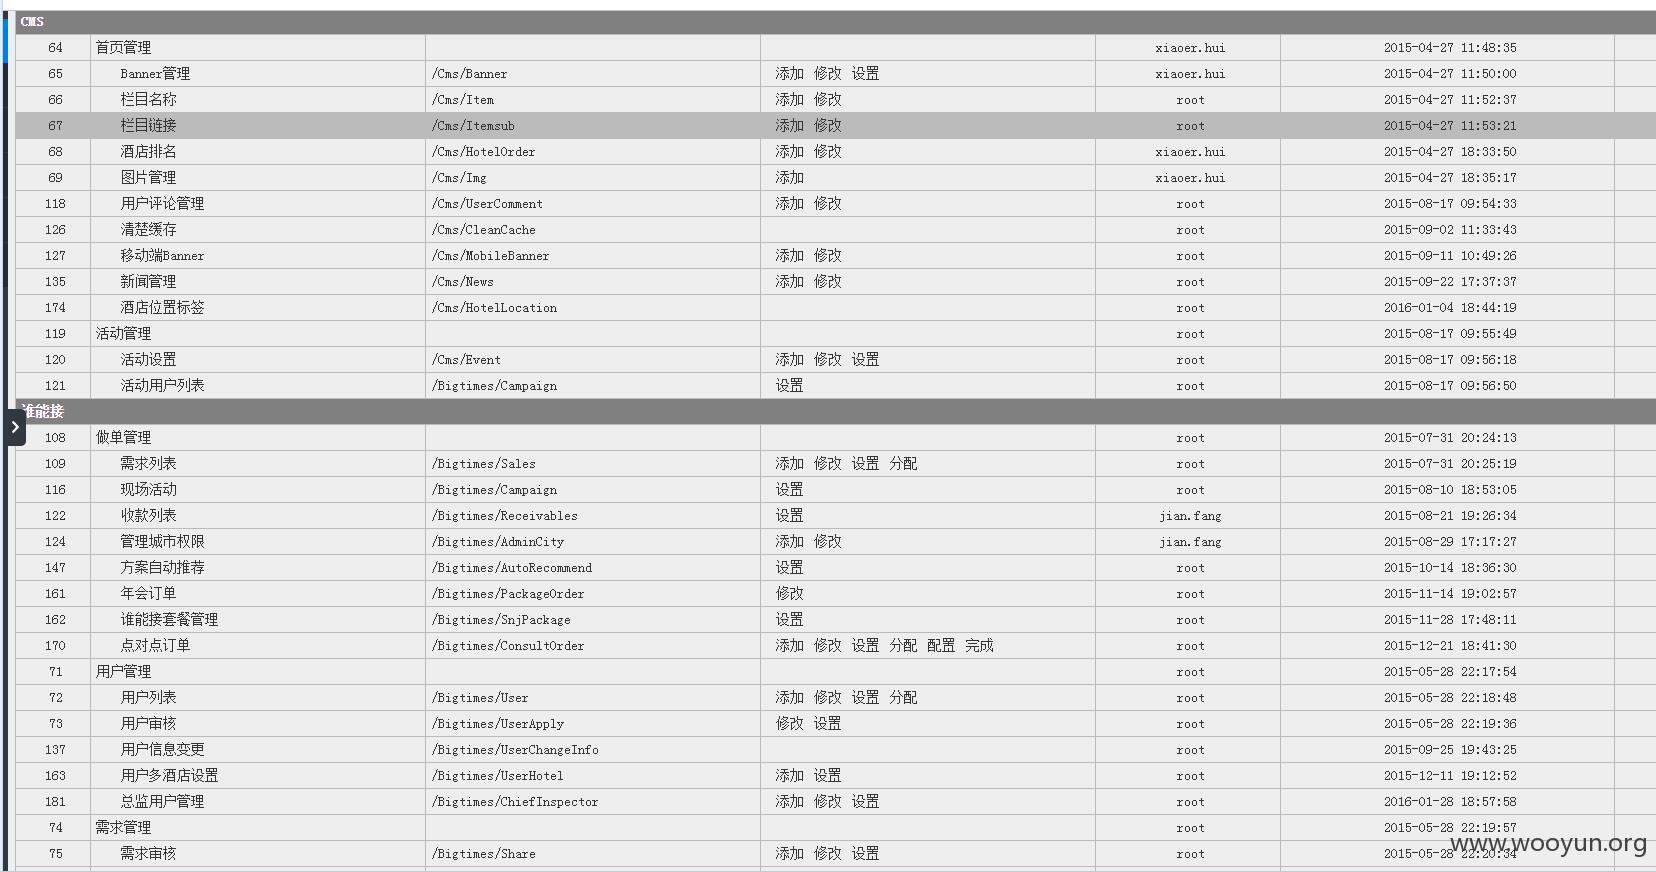 CMS
64 首页管理 xiaoer.hui 2015-04-27 11:48:35
65 Banner管理 /Cms/Banner 添加 修改 设置 xiaoer.hui 2015-04-27 11:50:00
66 栏目名称 /Cms/Item 添加 修改 root 2015-04-27 11:52:37
67 栏目链接 /Cms/Itemsub 添加 修改 root 2015-04-27 11:53:21
68 酒店排名 /Cms/HotelOrder 添加 修改 xiaoer.hui 2015-04-27 18:33:50
69 图片管理 /Cms/Img 添加 xiaoer.hui 2015-04-27 18:35:17
118 用户评论管理 /Cms/UserComment 添加 修改 root 2015-08-17 09:54:33
126 清楚缓存 /Cms/CleanCache root 2015-09-02 11:33:43
127 移动端Banner /Cms/MobileBanner 添加 修改 root 2015-09-11 10:49:26
135 新闻管理 /Cms/News 添加 修改 root 2015-09-22 17:37:37
174 酒店位置标签 /Cms/HotelLocation root 2016-01-04 18:44:19
119 活动管理 root 2015-08-17 09:55:49
120 活动设置 /Cms/Event 添加 修改 设置 root 2015-08-17 09:56:18
121 活动用户列表 /Bigtimes/Campaign 设置 root 2015-08-17 09:56:50
谁能接
108 做单管理 root 2015-07-31 20:24:13
109 需求列表 /Bigtimes/Sales 添加 修改 设置 分配 root 2015-07-31 20:25:19
116 现场活动 /Bigtimes/Campaign 设置 root 2015-08-10 18:53:05
122 收款列表 /Bigtimes/Receivables 设置 jian.fang 2015-08-21 19:26:34
124 管理城市权限 /Bigtimes/AdminCity 添加 修改 jian.fang 2015-08-29 17:17:27
147 方案自动推荐 /Bigtimes/AutoRecommend 设置 root 2015-10-14 18:36:30
161 年会订单 /Bigtimes/PackageOrder 修改 root 2015-11-14 19:02:57
162 谁能接套餐管理 /Bigtimes/SnjPackage 设置 root 2015-11-28 17:48:11
170 点对点订单 /Bigtimes/ConsultOrder 添加 修改 设置 分配 配置 完成 root 2015-12-21 18:41:30
71 用户管理 root 2015-05-28 22:17:54
72 用户列表 /Bigtimes/User 添加 修改 设置 分配 root 2015-05-28 22:18:48
73 用户审核 /Bigtimes/UserApply 修改 设置 root 2015-05-28 22:19:36
137 用户信息变更 /Bigtimes/UserChangeInfo root 2015-09-25 19:43:25
163 用户多酒店设置 /Bigtimes/UserHotel 添加 设置 root 2015-12-11 19:12:52
181 总监用户管理 /Bigtimes/ChiefInspector 添加 修改 设置 root 2016-01-28 18:57:58
74 需求管理 root 2015-05-28 22:19:57
75 需求审核 /Bigtimes/Share 添加 修改 设置 root 2015-05-28 22:20:34
www.wooyun.org